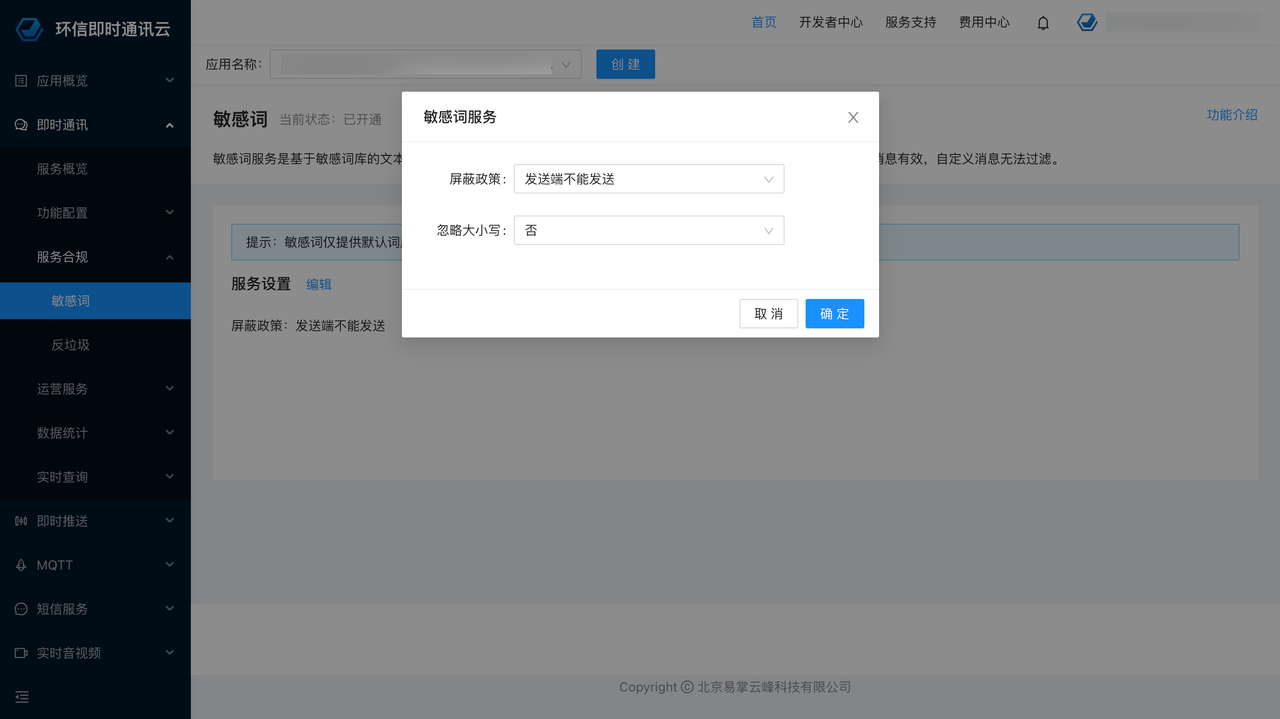 环信即时通讯云
首页 开发者中心 服务支持 费用中心
应用名称： 创 建
应用概览
即时通讯
服务概览
功能配置
服务合规
敏感词
反垃圾
运营服务
数据统计
实时查询
即时推送
MQTT
短信服务
实时音视频
敏感词 当前状态：已开通
功能介绍
敏感词服务是基于敏感词库的文本
息有效，自定义消息无法过滤。
提示：敏感词仅提供默认词
服务设置 编辑
屏蔽政策：发送端不能发送
敏感词服务
屏蔽政策： 发送端不能发送
忽略大小写： 否
取 消 确 定
Copyright © 北京易掌云峰科技有限公司